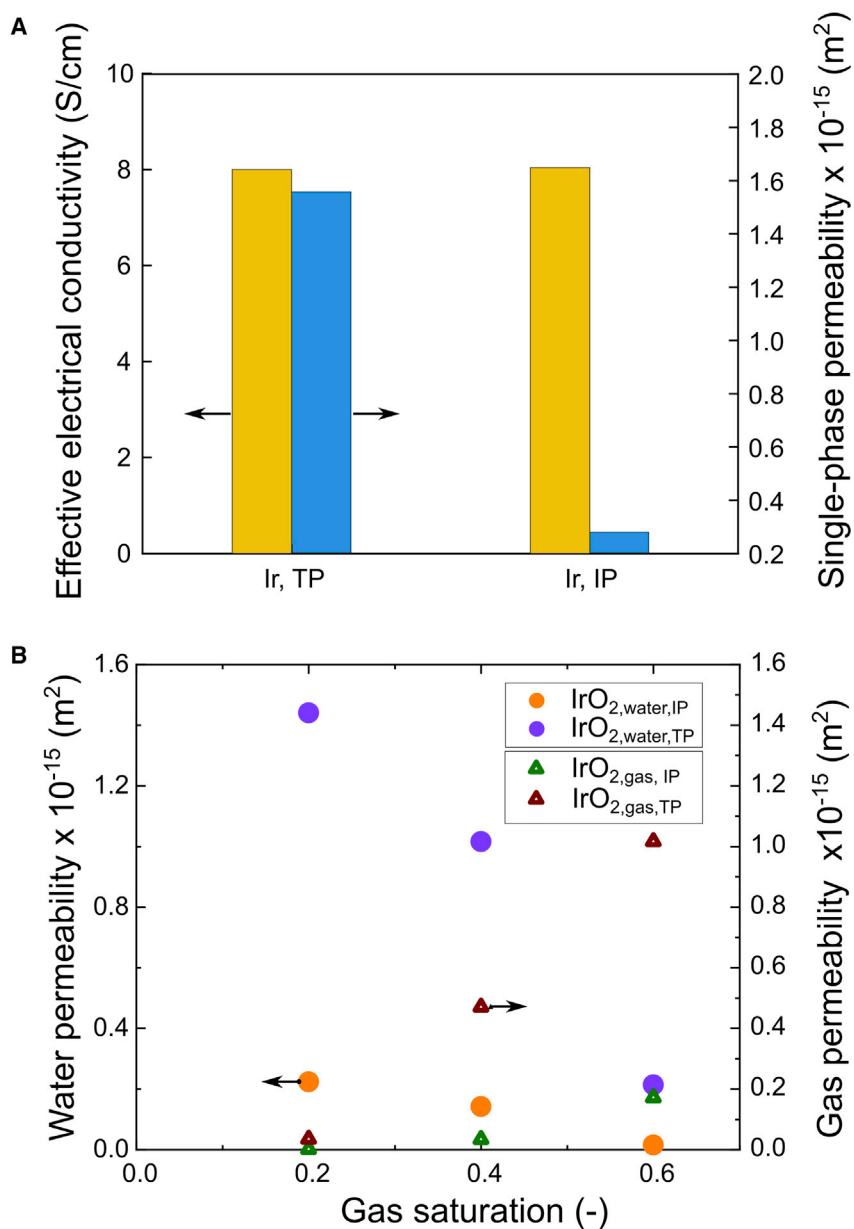 A
Effective electrical conductivity (S/cm)
10
8
6
4
2
0
2.0
1.8
1.6
1.4
1.2
1.0
0.8
0.6
0.4
0.2
Single-phase permeability x 10⁻¹⁵ (m²)
Ir, TP
Ir, IP
B
Water permeability x 10⁻¹⁵ (m²)
1.6
1.2
0.8
0.4
0.0
IrO₂,water,IP
IrO₂,water,TP
IrO₂,gas, IP
IrO₂,gas,TP
1.6
1.4
1.2
1.0
0.8
0.6
0.4
0.2
0.0
Gas permeability x10⁻¹⁵ (m²)
0.0
0.2
0.4
0.6
Gas saturation (-)